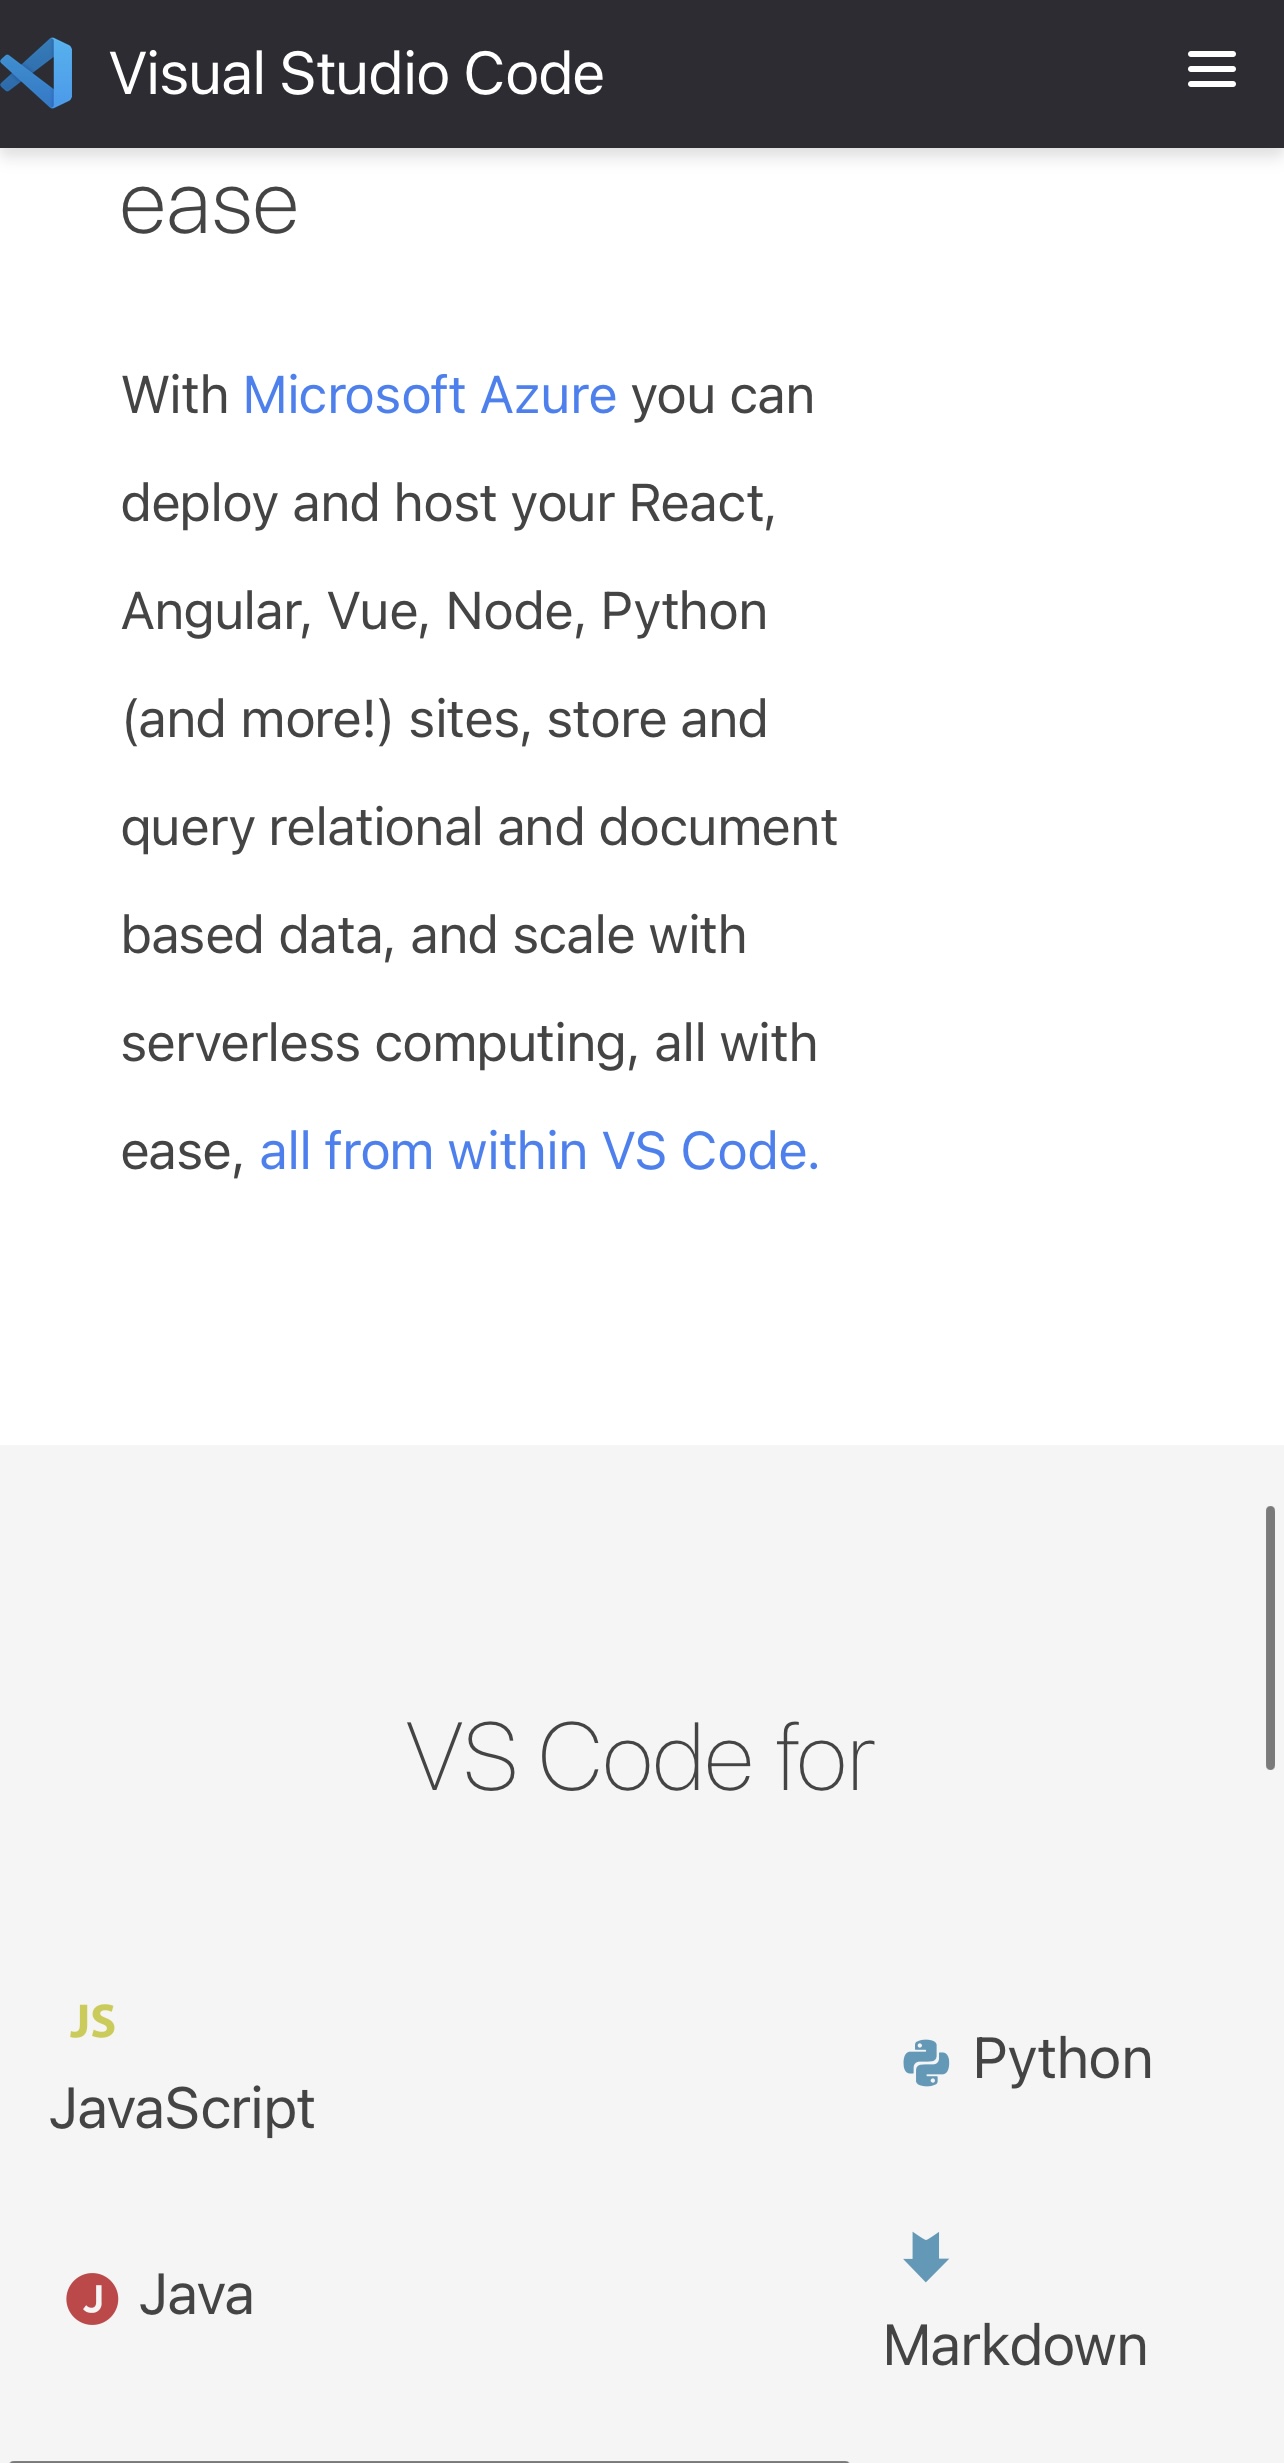 Visual Studio Code
ease
With Microsoft Azure you can
deploy and host your React,
Angular, Vue, Node, Python
(and more!) sites, store and
query relational and document
based data, and scale with
serverless computing, all with
ease, all from within VS Code.
VS Code for
JS
JavaScript
Python
J Java
Markdown